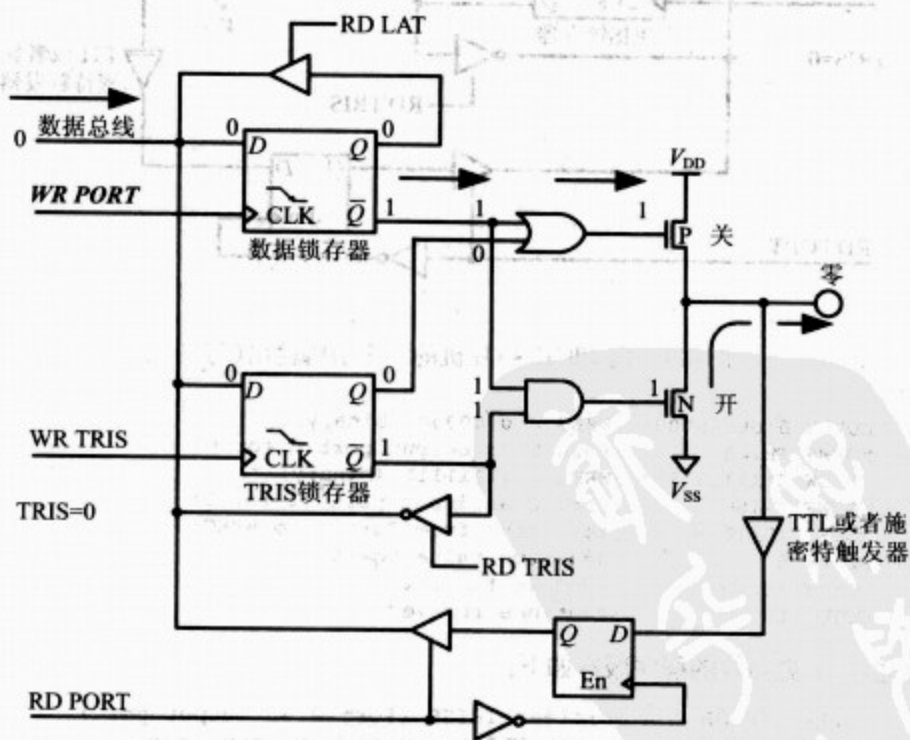 RD LAT
数据总线
0
0
D
Q
0
WR PORT
CLK
Q̅
1
数据锁存器
1
0
VDD
1
P
关
零
0
D
Q
0
WR TRIS
CLK
Q̅
1
TRIS锁存器
1
1
1
N
开
VSS
TRIS=0
RD TRIS
TTL或者施
密特触发器
Q
D
En
RD PORT